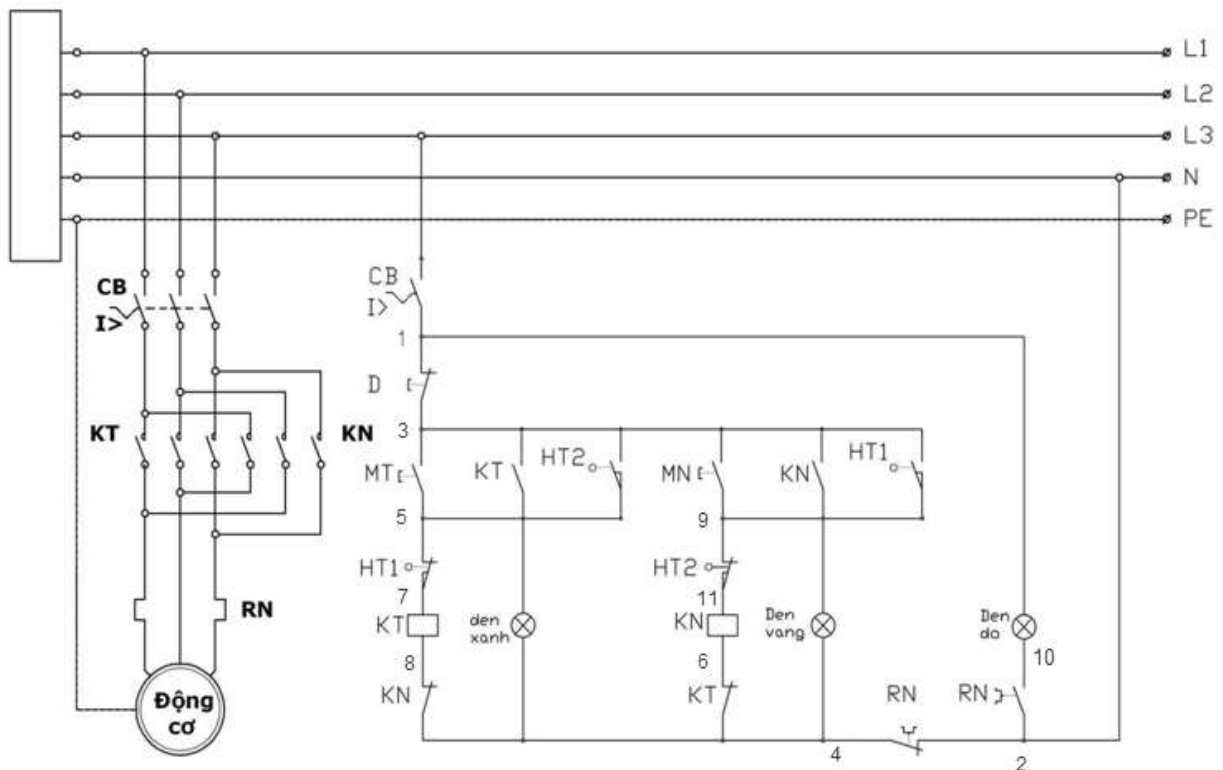 L1
L2
L3
N
PE
CB
I>
CB
I>
1
D
KT
KN
3
MT
KT
HT2
MN
KN
HT1
5
9
HT1
HT2
7
11
RN
KT
den
xanh
KN
Den
vang
Den
do
8
6
10
Động
cơ
KN
KT
RN
RN
4
2